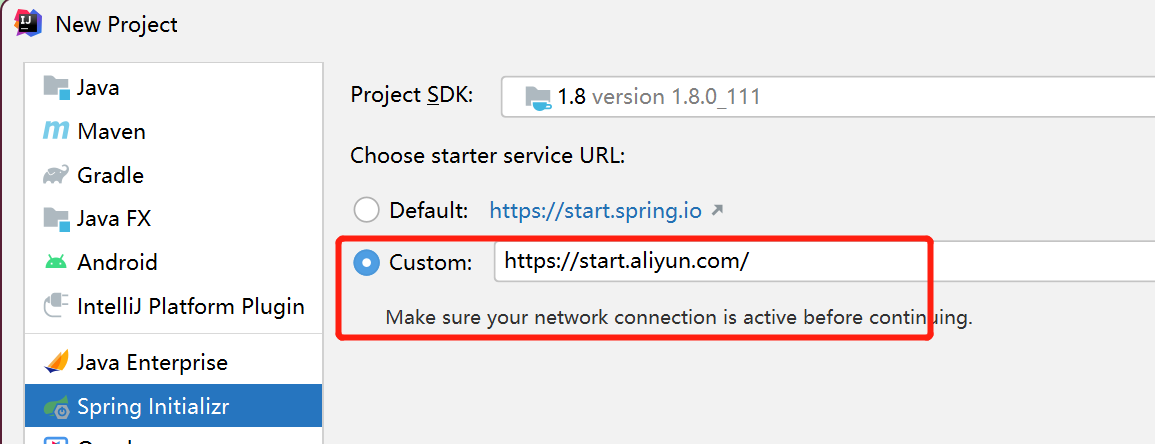 New Project
Java
Maven
Gradle
Java FX
Android
IntelliJ Platform Plugin
Java Enterprise
Spring Initializr
Project SDK: 1.8 version 1.8.0_111
Choose starter service URL:
Default: https://start.spring.io
Custom: https://start.aliyun.com/
Make sure your network connection is active before continuing.